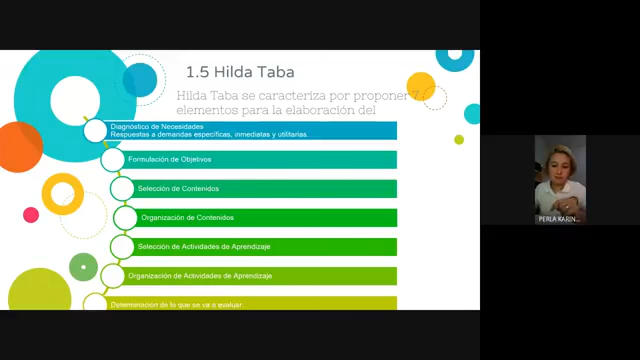 1.5 Hilda Taba
Hilda Taba se caracteriza por proponer 7
elementos para la elaboración del
Diagnóstico de Necesidades
Respuestas a demandas específicas, inmediatas y utilitarias.
Formulación de Objetivos
Selección de Contenidos
Organización de Contenidos
Selección de Actividades de Aprendizaje
Organización de Actividades de Aprendizaje
Determinación de lo que se va a evaluar.
PERLA KARIN...